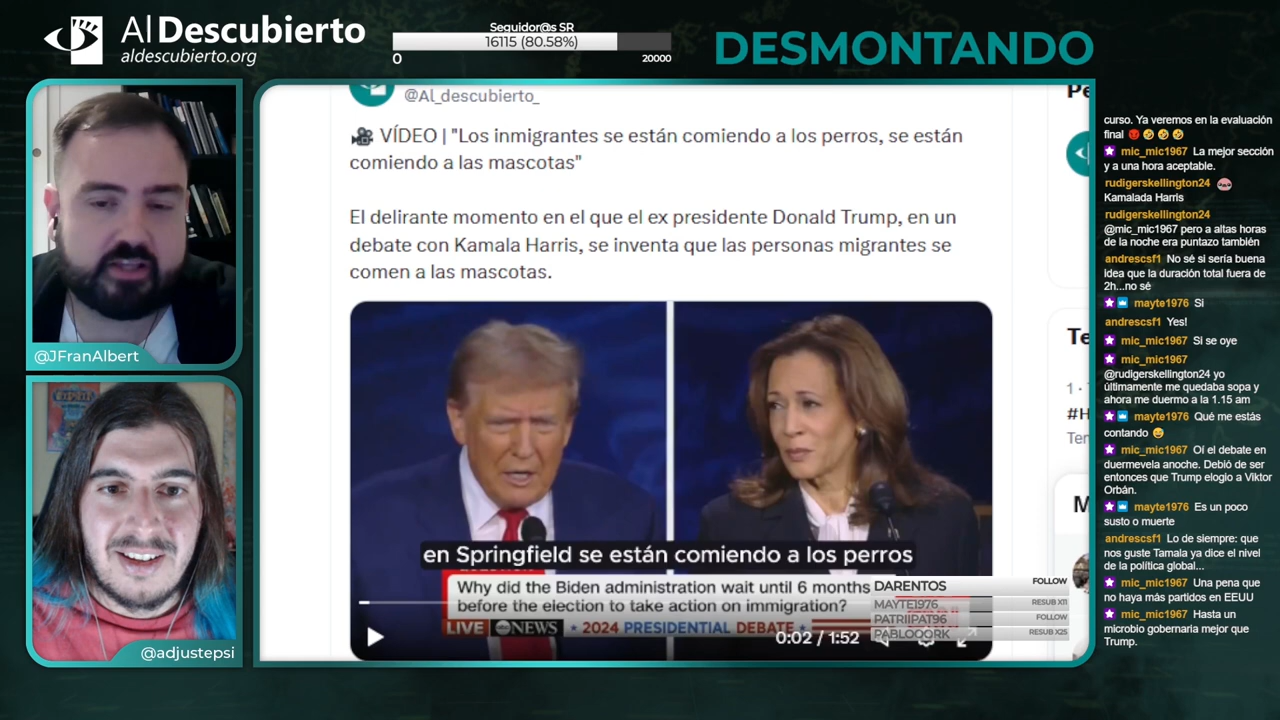 Al Descubierto
aldescubierto.org
Seguidor@s SR
16115 (80.58%)
0
20000
DESMONTANDO
@JFranAlbert
@adjustepsi
@Al_descubierto_
VÍDEO | "Los inmigrantes se están comiendo a los perros, se están
comiendo a las mascotas"
El delirante momento en el que el ex presidente Donald Trump, en un
debate con Kamala Harris, se inventa que las personas migrantes se
comen a las mascotas.
en Springfield se están comiendo a los perros
Why did the Biden administration wait until 6 months
before the election to take action on immigration?
LIVE abc NEWS ★ 2024 PRESIDENTIAL DEBATE ★
0:02 / 1:52
DARENTOS FOLLOW
MAYTE1976 RESUB X11
PATRIIPAT96 FOLLOW
PABLOOORK RESUB X25
Pe
Te
1 ·
#H
Ter
M
curso. Ya veremos en la evaluación
final
mic_mic1967 La mejor sección
y a una hora aceptable.
rudigerskellington24
Kamalada Harris
rudigerskellington24
@mic_mic1967 pero a altas horas
de la noche era puntazo también
andrescsf1 No sé si sería buena
idea que la duración total fuera de
2h...no sé
mayte1976 Si
andrescsf1 Yes!
mic_mic1967 Si se oye
mic_mic1967
@rudigerskellington24 yo
últimamente me quedaba sopa y
ahora me duermo a la 1.15 am
mayte1976 Qué me estás
contando
mic_mic1967 Oí el debate en
duermevela anoche. Debió de ser
entonces que Trump elogio a Viktor
Orbán.
mayte1976 Es un poco
susto o muerte
andrescsf1 Lo de siempre: que
nos guste Tamala ya dice el nivel
de la política global...
mic_mic1967 Una pena que
no haya más partidos en EEUU
mic_mic1967 Hasta un
microbio gobernaria mejor que
Trump.